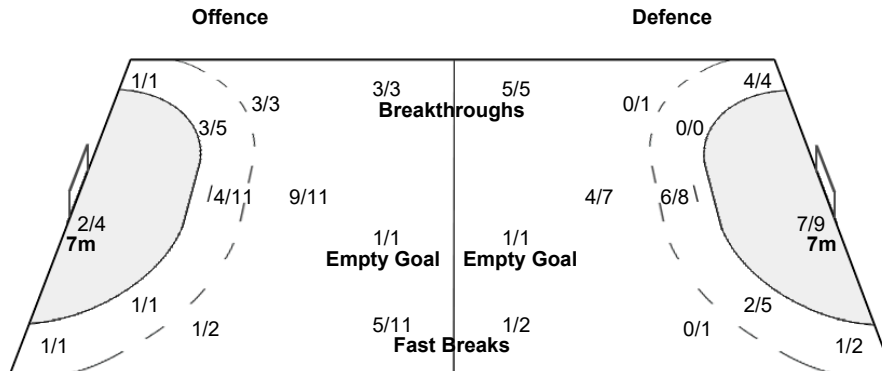 Offence Defence
1/1 3/3 5/5 4/4
3/3 Breakthroughs 0/1
3/5 0/0
4/11 9/11 4/7 6/8
2/4 7/9
7m 1/1 1/1 7m
Empty Goal Empty Goal
1/1 2/5
1/2 5/11 1/2 0/1
1/1 Fast Breaks 1/2